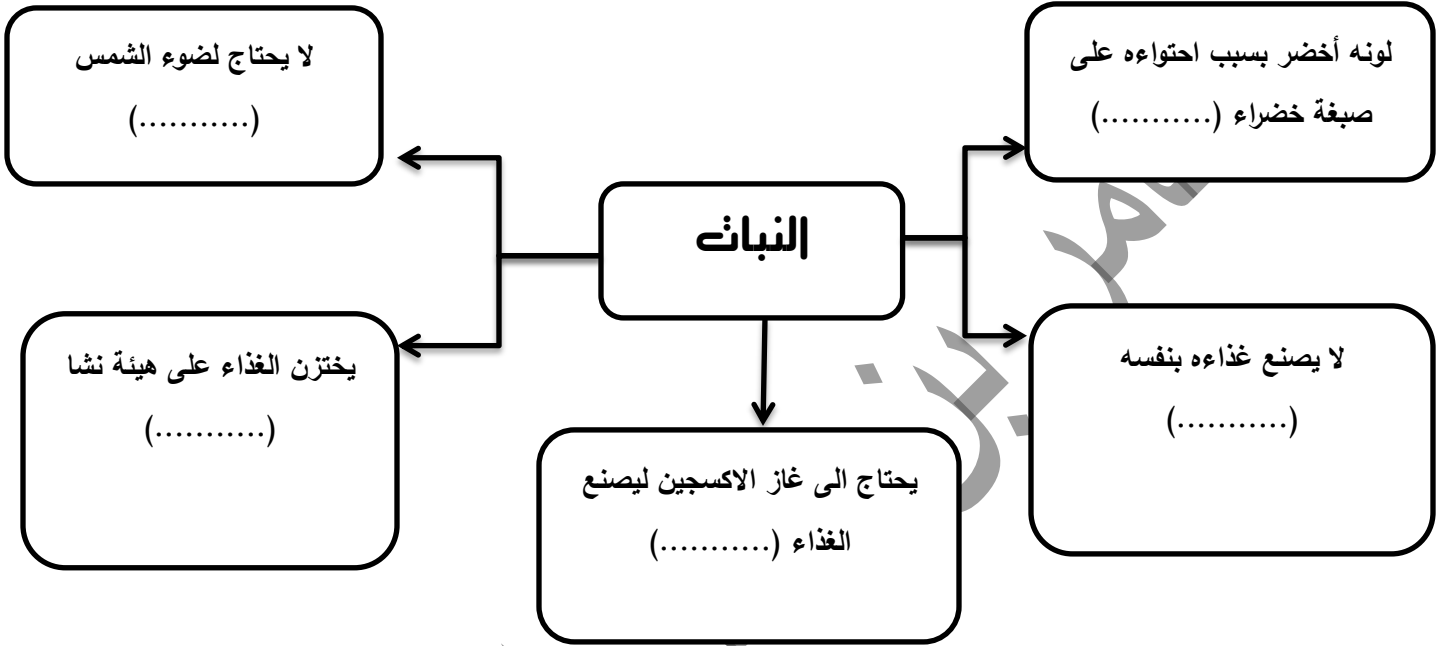 لونه أخضر بسبب احتواءه على
صبغة خضراء (...........)
لا يحتاج لضوء الشمس
(...........)
النبات
لا يصنع غذاءه بنفسه
(...........)
يختزن الغذاء على هيئة نشا
(...........)
يحتاج الى غاز الاكسجين ليصنع
الغذاء (...........)